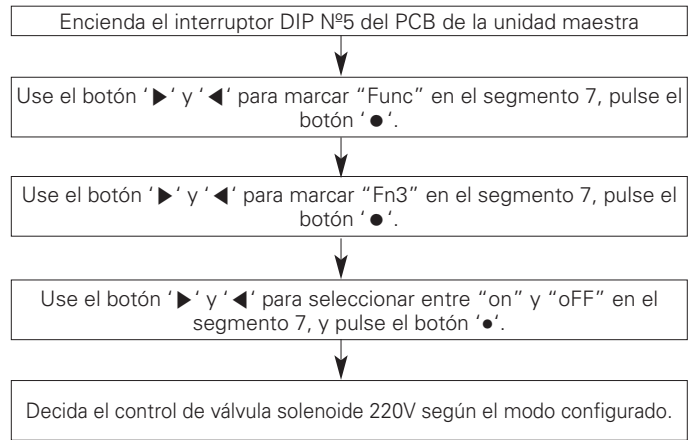 Encienda el interruptor DIP Nº5 del PCB de la unidad maestra
Use el botón ‘▶‘ y ‘◀‘ para marcar “Func” en el segmento 7, pulse el
botón ‘●‘.
Use el botón ‘▶‘ y ‘◀‘ para marcar “Fn3” en el segmento 7, pulse el
botón ‘●‘.
Use el botón ‘▶‘ y ‘◀‘ para seleccionar entre “on” y “oFF” en el
segmento 7, y pulse el botón ‘●‘.
Decida el control de válvula solenoide 220V según el modo configurado.